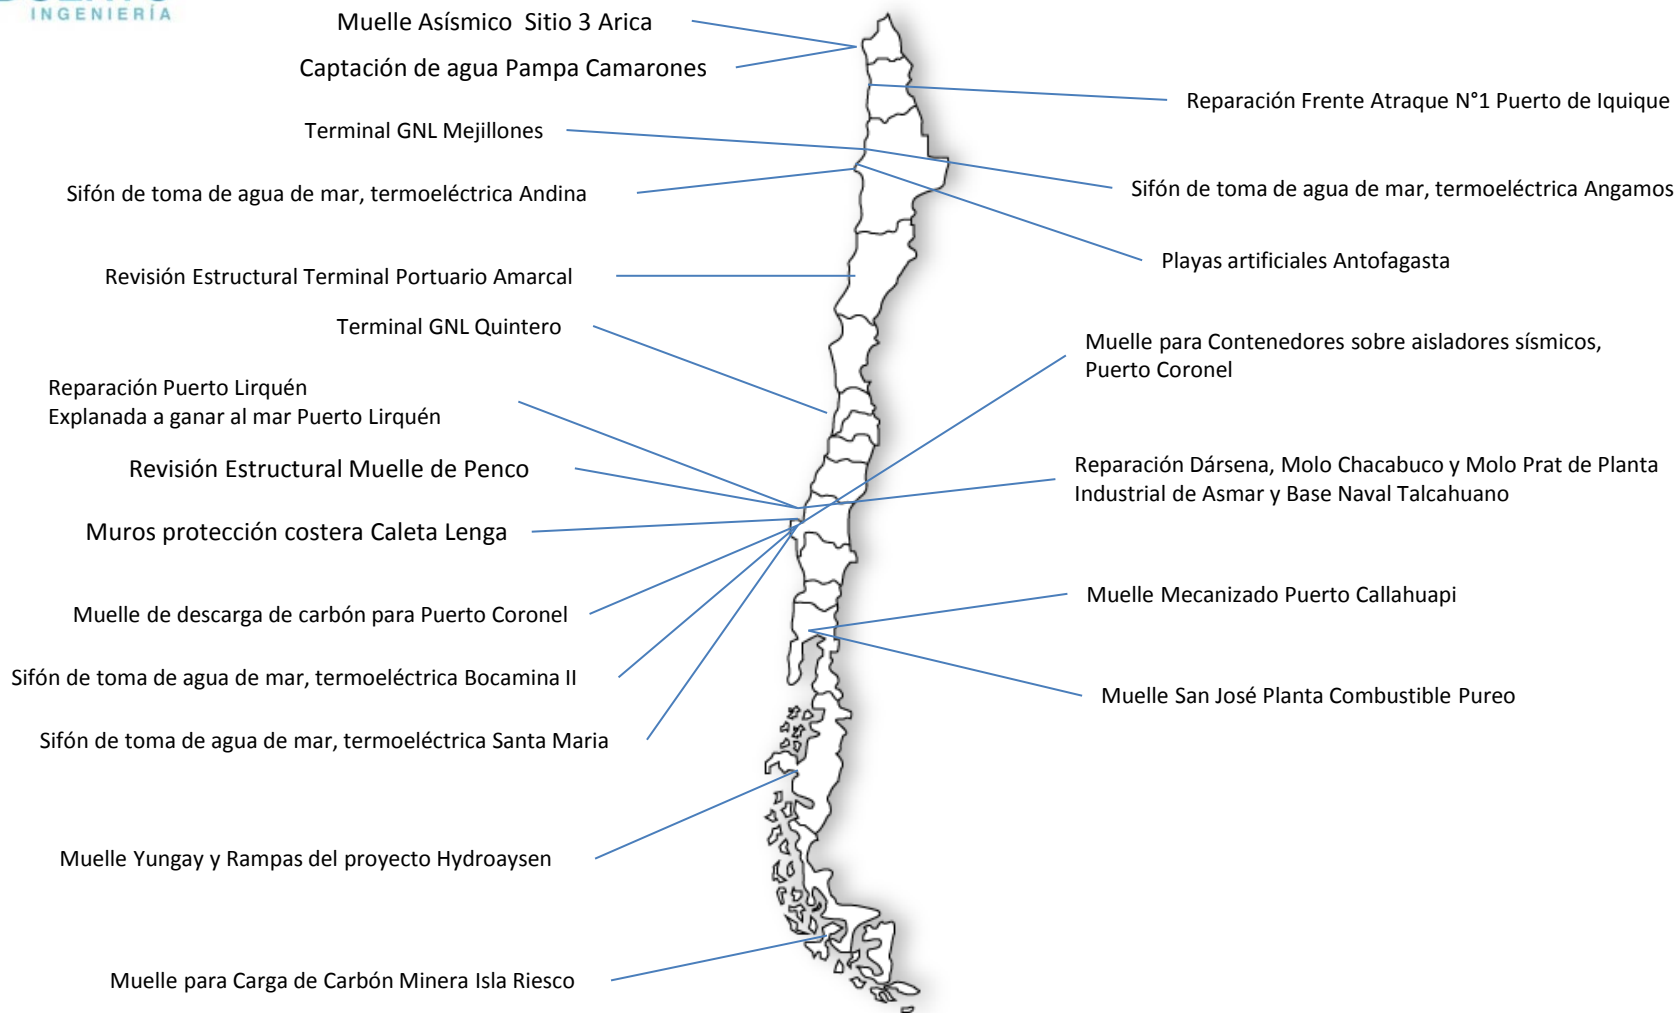 INGENIERÍA
Muelle Asísmico Sitio 3 Arica
Captación de agua Pampa Camarones
Reparación Frente Atraque N°1 Puerto de Iquique
Terminal GNL Mejillones
Sifón de toma de agua de mar, termoeléctrica Andina
Sifón de toma de agua de mar, termoeléctrica Angamos
Playas artificiales Antofagasta
Revisión Estructural Terminal Portuario Amarcal
Terminal GNL Quintero
Muelle para Contenedores sobre aisladores sísmicos,
Puerto Coronel
Reparación Puerto Lirquén
Explanada a ganar al mar Puerto Lirquén
Revisión Estructural Muelle de Penco
Reparación Dársena, Molo Chacabuco y Molo Prat de Planta
Industrial de Asmar y Base Naval Talcahuano
Muros protección costera Caleta Lenga
Muelle de descarga de carbón para Puerto Coronel
Muelle Mecanizado Puerto Callahuapi
Sifón de toma de agua de mar, termoeléctrica Bocamina II
Muelle San José Planta Combustible Pureo
Sifón de toma de agua de mar, termoeléctrica Santa Maria
Muelle Yungay y Rampas del proyecto Hydroaysen
Muelle para Carga de Carbón Minera Isla Riesco